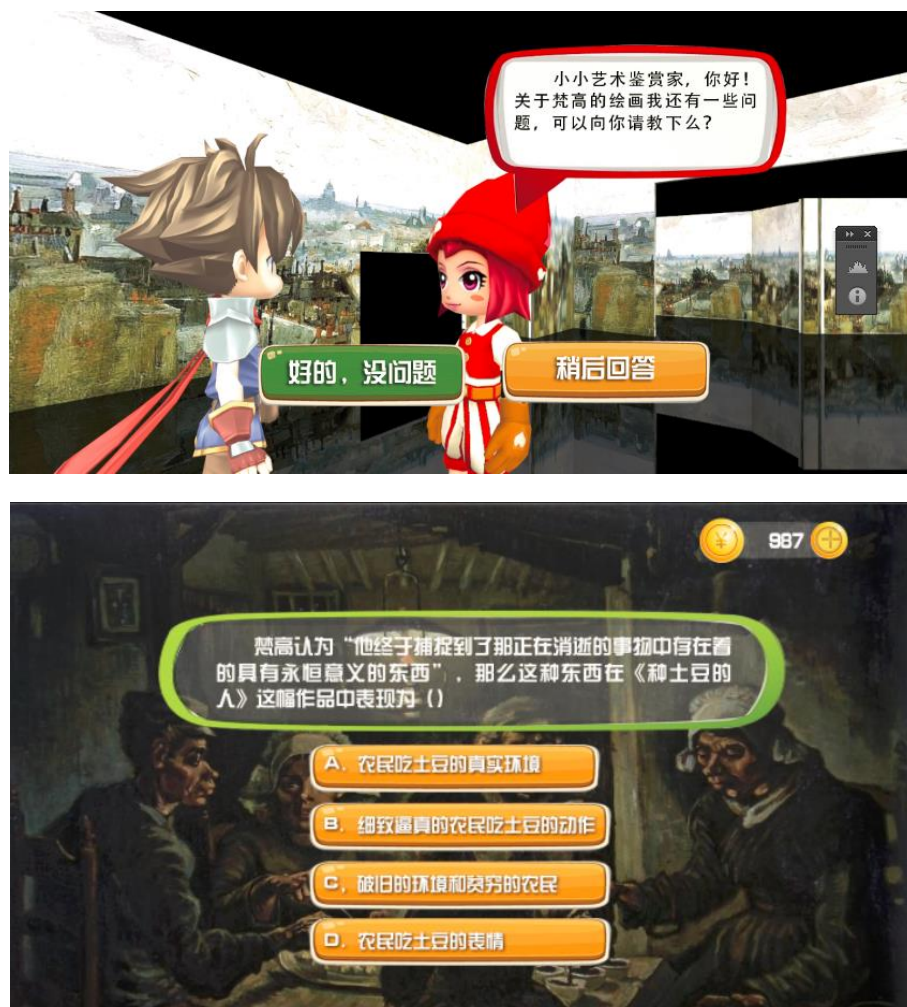 小小艺术鉴赏家，你好！
关于梵高的绘画我还有一些问
题，可以向你请教下么？
好的，没问题
稍后回答
987
梵高认为“他终于捕捉到了那正在消逝的事物中存在着
的具有永恒意义的东西”，那么这种东西在《种土豆的
人》这幅作品中表现为（）
A. 农民吃土豆的真实环境
B. 细致逼真的农民吃土豆的动作
C, 破旧的环境和贫穷的农民
D. 农民吃土豆的表情